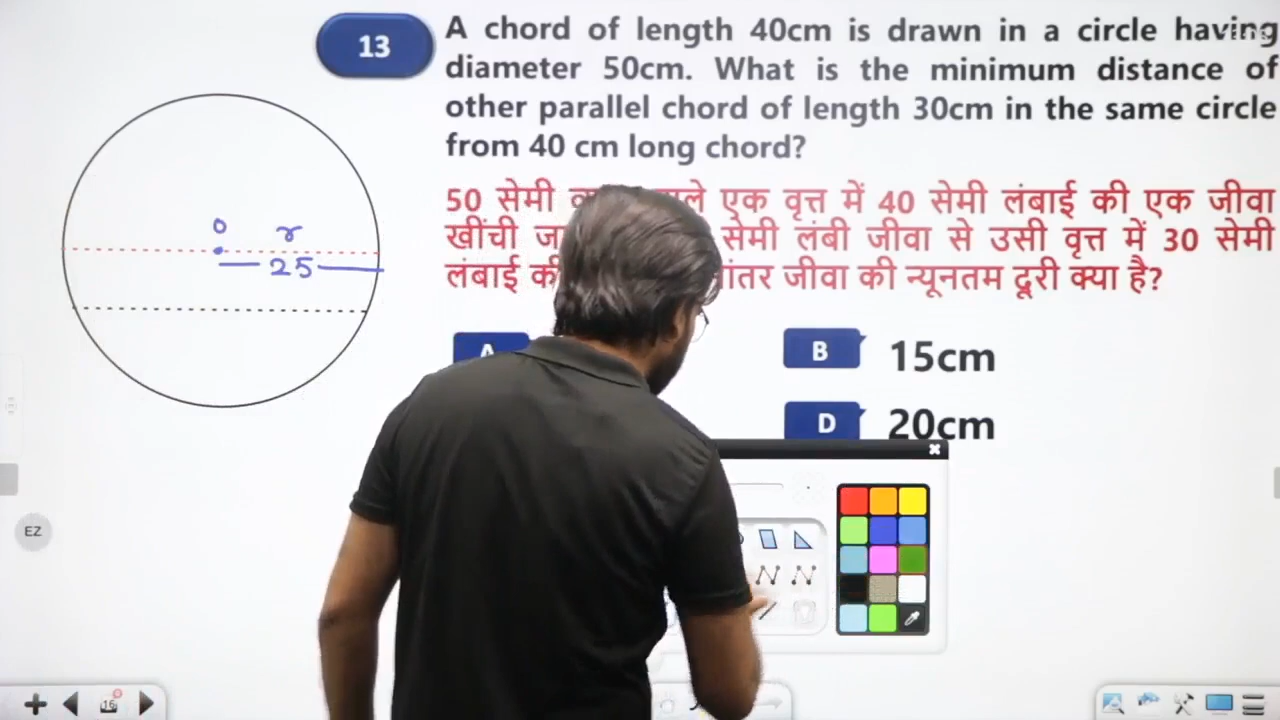 13
A chord of length 40cm is drawn in a circle having
diameter 50cm. What is the minimum distance of
other parallel chord of length 30cm in the same circle
from 40 cm long chord?
50 सेमी एक वृत्त में 40 सेमी लंबाई की एक जीवा
खींची सेमी लंबी जीवा से उसी वृत्त में 30 सेमी
लंबाई की जीवा की न्यूनतम दूरी क्या है?
O r
25
A
B 15cm
D 20cm
EZ
16